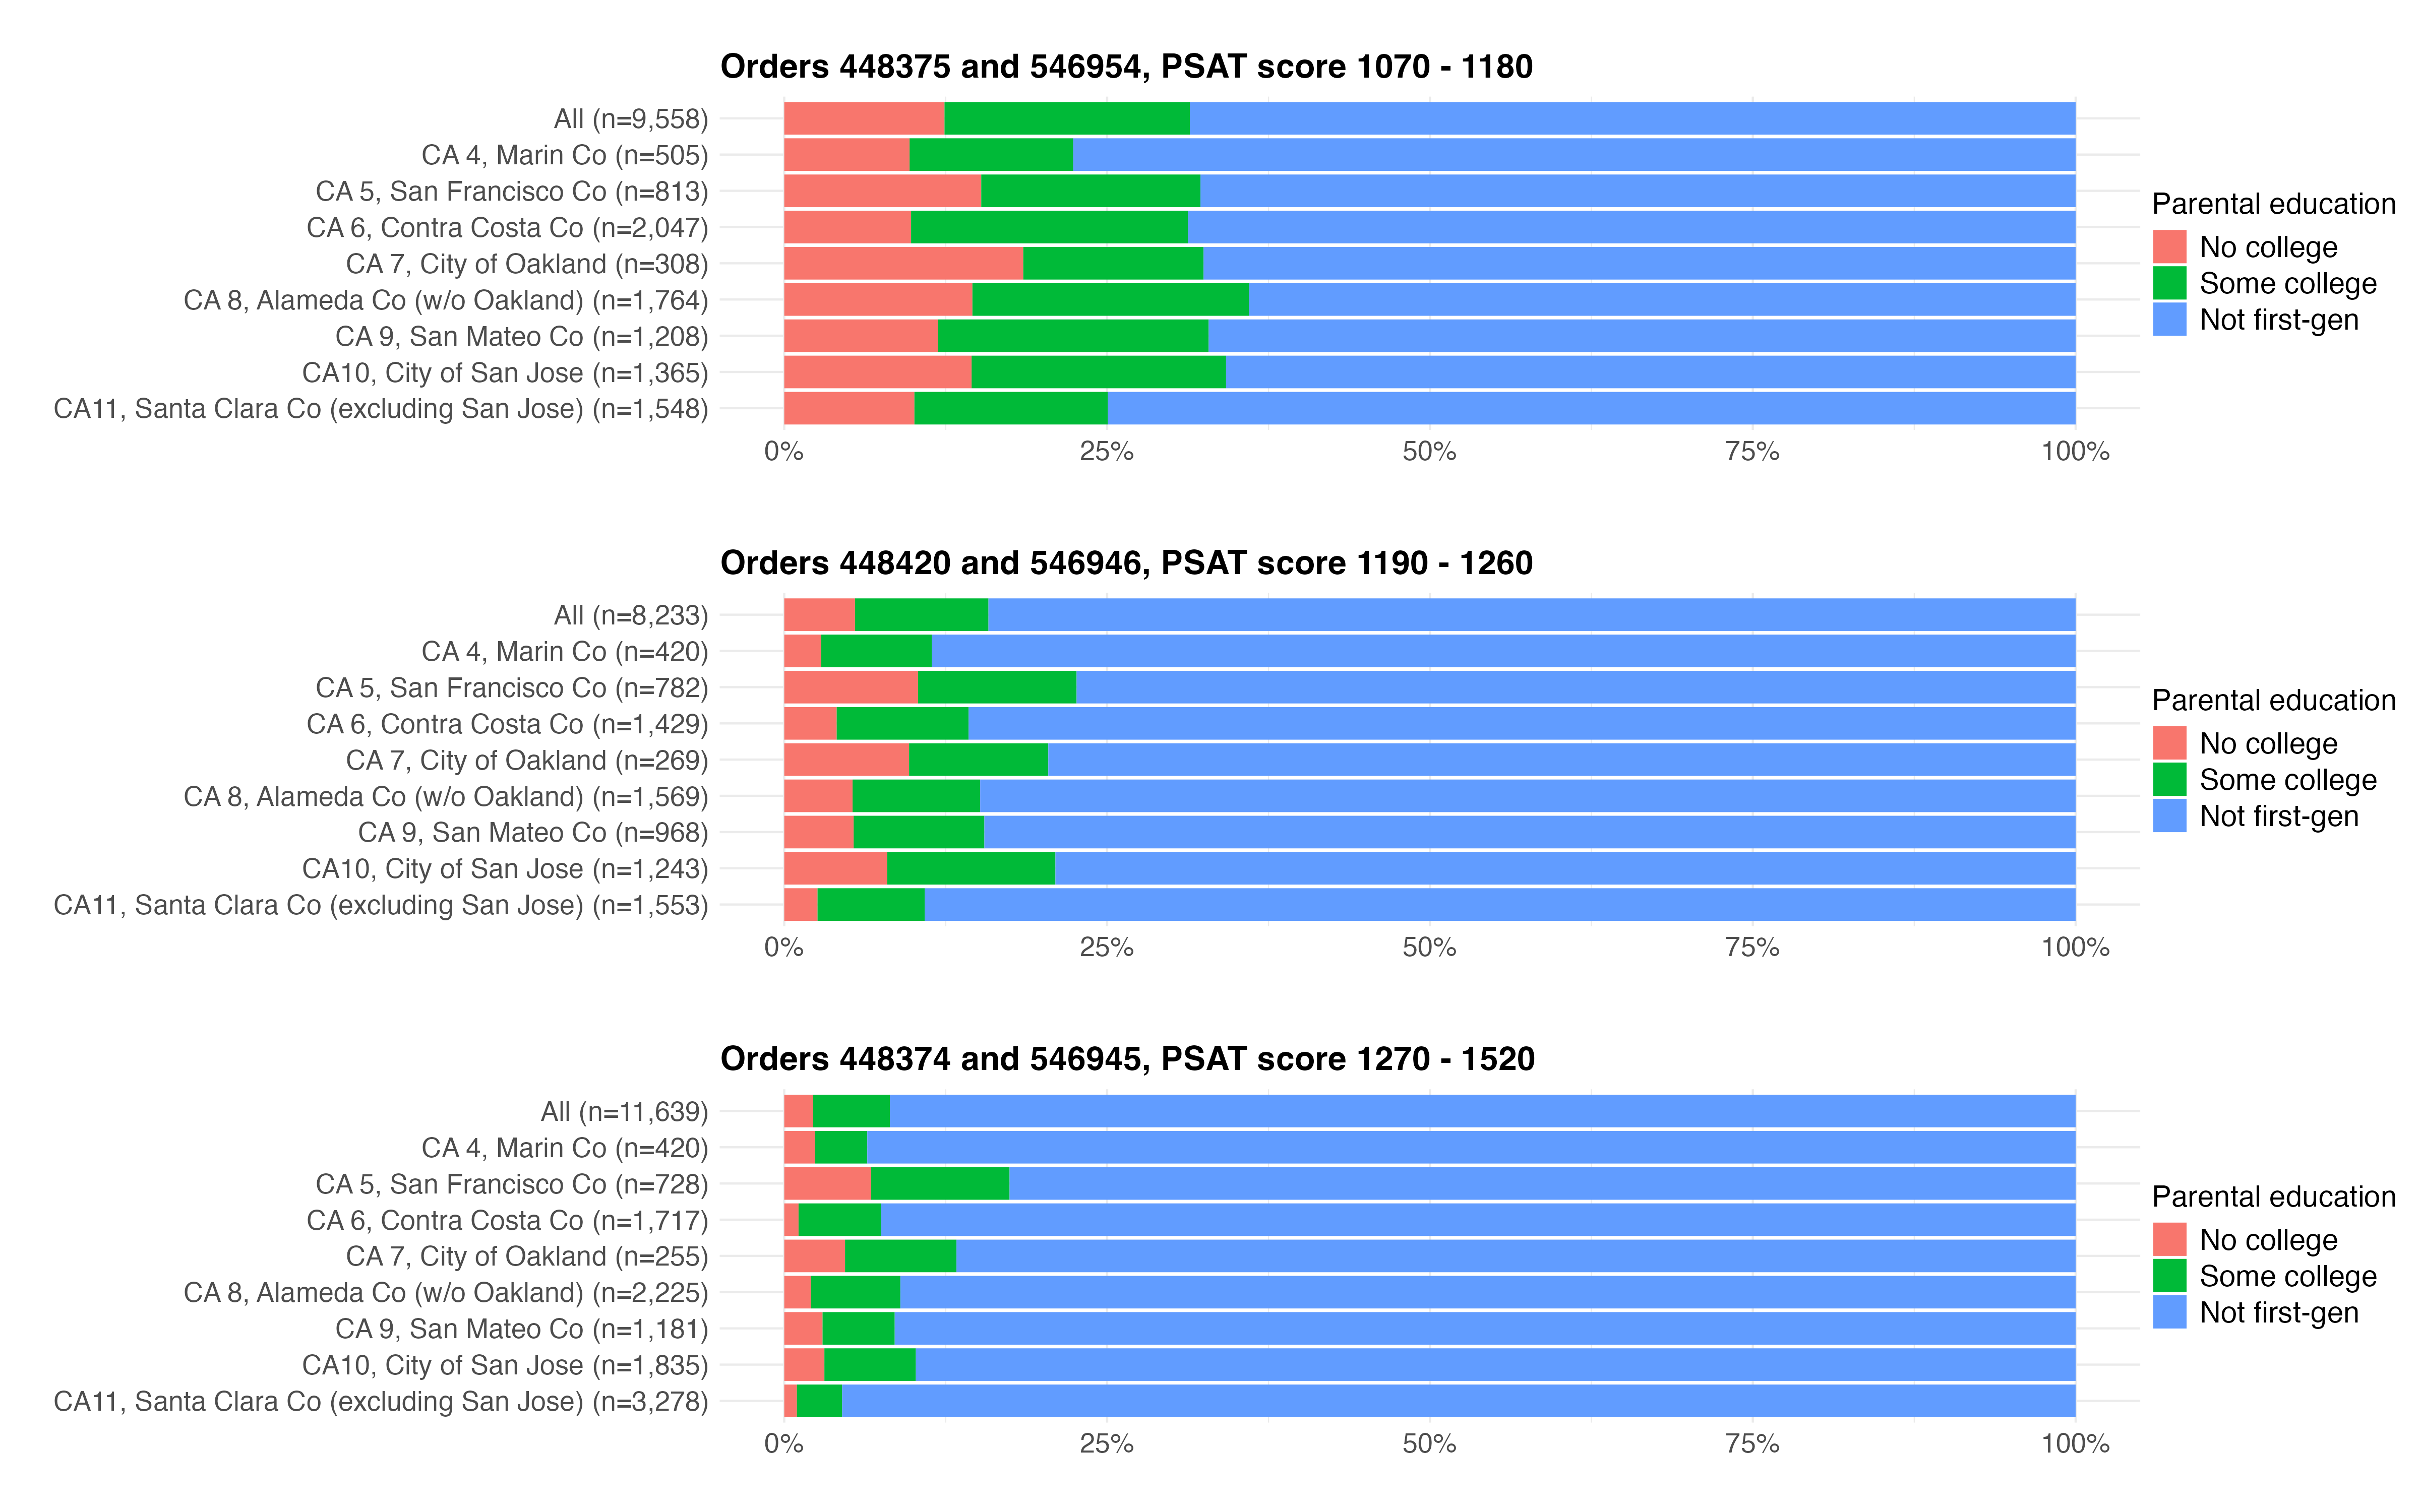 Orders 448375 and 546954, PSAT score 1070 - 1180
All (n=9,558)
CA 4, Marin Co (n=505)
CA 5, San Francisco Co (n=813)
CA 6, Contra Costa Co (n=2,047)
CA 7, City of Oakland (n=308)
CA 8, Alameda Co (w/o Oakland) (n=1,764)
CA 9, San Mateo Co (n=1,208)
CA10, City of San Jose (n=1,365)
CA11, Santa Clara Co (excluding San Jose) (n=1,548)
0% 25% 50% 75% 100%
Parental education
No college
Some college
Not first-gen
Orders 448420 and 546946, PSAT score 1190 - 1260
All (n=8,233)
CA 4, Marin Co (n=420)
CA 5, San Francisco Co (n=782)
CA 6, Contra Costa Co (n=1,429)
CA 7, City of Oakland (n=269)
CA 8, Alameda Co (w/o Oakland) (n=1,569)
CA 9, San Mateo Co (n=968)
CA10, City of San Jose (n=1,243)
CA11, Santa Clara Co (excluding San Jose) (n=1,553)
0% 25% 50% 75% 100%
Parental education
No college
Some college
Not first-gen
Orders 448374 and 546945, PSAT score 1270 - 1520
All (n=11,639)
CA 4, Marin Co (n=420)
CA 5, San Francisco Co (n=728)
CA 6, Contra Costa Co (n=1,717)
CA 7, City of Oakland (n=255)
CA 8, Alameda Co (w/o Oakland) (n=2,225)
CA 9, San Mateo Co (n=1,181)
CA10, City of San Jose (n=1,835)
CA11, Santa Clara Co (excluding San Jose) (n=3,278)
0% 25% 50% 75% 100%
Parental education
No college
Some college
Not first-gen